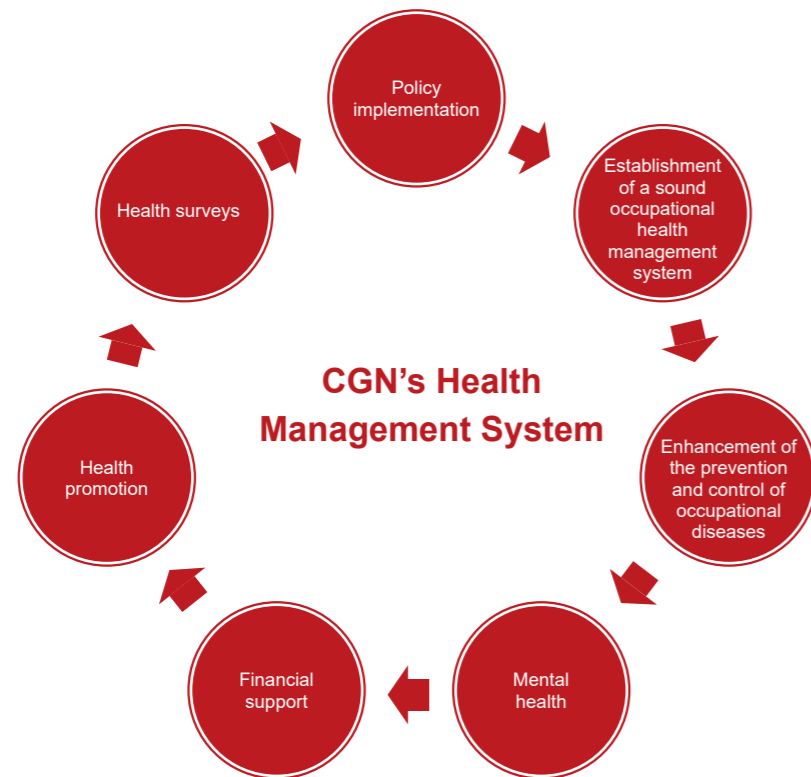 Policy
implementation
Establishment
of a sound
occupational
health
management
system
Enhancement of
the prevention
and control of
occupational
diseases
Mental
health
Financial
support
Health
promotion
Health surveys
CGN’s Health
Management System